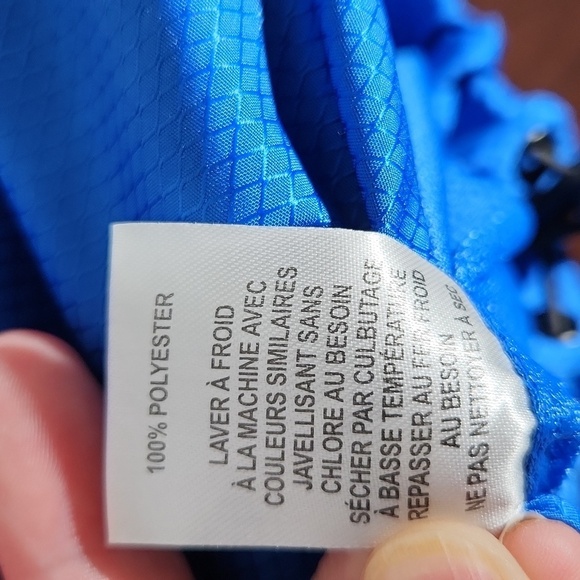 100% POLYESTER
LAVER À FROID
À LA MACHINE AVEC
COULEURS SIMILAIRES
JAVELLISANT SANS
CHLORE AU BESOIN
SÉCHER PAR CULBUTAGE
À BASSE TEMPÉRATURE
REPASSER AU FER FROID
AU BESOIN
NE PAS NETTOYER À SEC